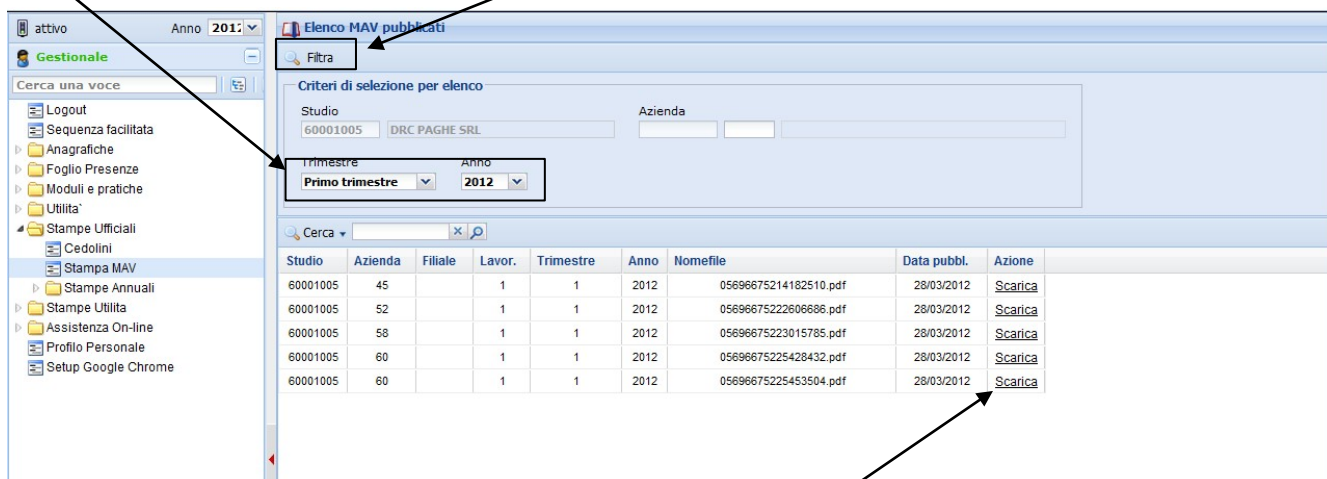 attivo Anno 2012
Gestionale
Cerca una voce
Logout
Sequenza facilitata
Anagrafiche
Foglio Presenze
Moduli e pratiche
Utilita`
Stampe Ufficiali
Cedolini
Stampa MAV
Stampe Annuali
Stampe Utilita
Assistenza On-line
Profilo Personale
Setup Google Chrome
Elenco MAV pubblicati
Filtra
Criteri di selezione per elenco
Studio Azienda
60001005 DRC PAGHE SRL
Trimestre Anno
Primo trimestre 2012
Cerca
Studio Azienda Filiale Lavor. Trimestre Anno Nomefile Data pubbl. Azione
60001005 45 1 1 2012 05696675214182510.pdf 28/03/2012 Scarica
60001005 52 1 1 2012 05696675222606686.pdf 28/03/2012 Scarica
60001005 58 1 1 2012 05696675223015785.pdf 28/03/2012 Scarica
60001005 60 1 1 2012 05696675225428432.pdf 28/03/2012 Scarica
60001005 60 1 1 2012 05696675225453504.pdf 28/03/2012 Scarica